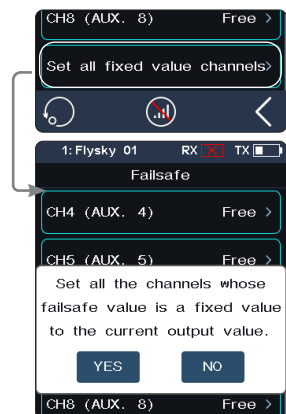 CH8 (AUX. 8) Free >
Set all fixed value channels>
1: Flysky 01 RX TX
Failsafe
CH4 (AUX. 4) Free >
CH5 (AUX. 5) Free >
Set all the channels whose
failsafe value is a fixed value
to the current output value.
YES NO
CH8 (AUX. 8) Free >